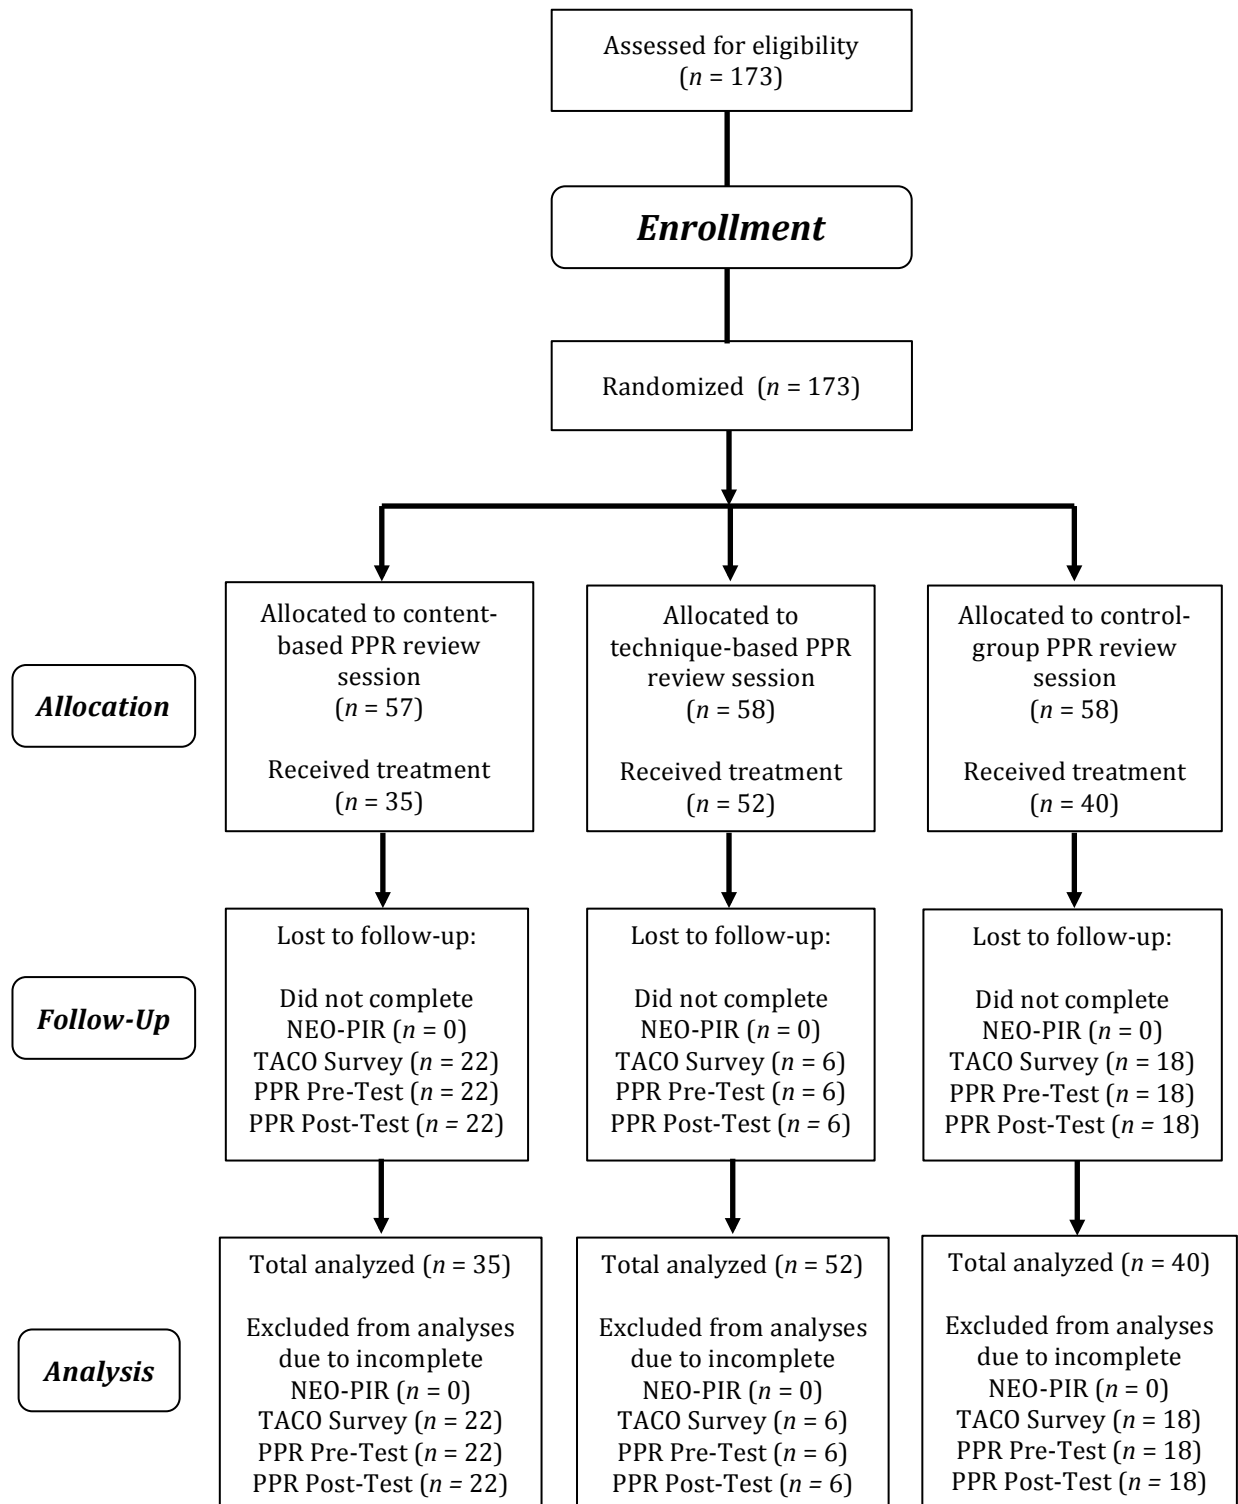 Assessed for eligibility
(n = 173)
Enrollment
Randomized (n = 173)
Allocation
Allocated to content-
based PPR review
session
(n = 57)
Received treatment
(n = 35)
Allocated to
technique-based PPR
review session
(n = 58)
Received treatment
(n = 52)
Allocated to control-
group PPR review
session
(n = 58)
Received treatment
(n = 40)
Follow-Up
Lost to follow-up:
Did not complete
NEO-PIR (n = 0)
TACO Survey (n = 22)
PPR Pre-Test (n = 22)
PPR Post-Test (n = 22)
Lost to follow-up:
Did not complete
NEO-PIR (n = 0)
TACO Survey (n = 6)
PPR Pre-Test (n = 6)
PPR Post-Test (n = 6)
Lost to follow-up:
Did not complete
NEO-PIR (n = 0)
TACO Survey (n = 18)
PPR Pre-Test (n = 18)
PPR Post-Test (n = 18)
Analysis
Total analyzed (n = 35)
Excluded from analyses
due to incomplete
NEO-PIR (n = 0)
TACO Survey (n = 22)
PPR Pre-Test (n = 22)
PPR Post-Test (n = 22)
Total analyzed (n = 52)
Excluded from analyses
due to incomplete
NEO-PIR (n = 0)
TACO Survey (n = 6)
PPR Pre-Test (n = 6)
PPR Post-Test (n = 6)
Total analyzed (n = 40)
Excluded from analyses
due to incomplete
NEO-PIR (n = 0)
TACO Survey (n = 18)
PPR Pre-Test (n = 18)
PPR Post-Test (n = 18)